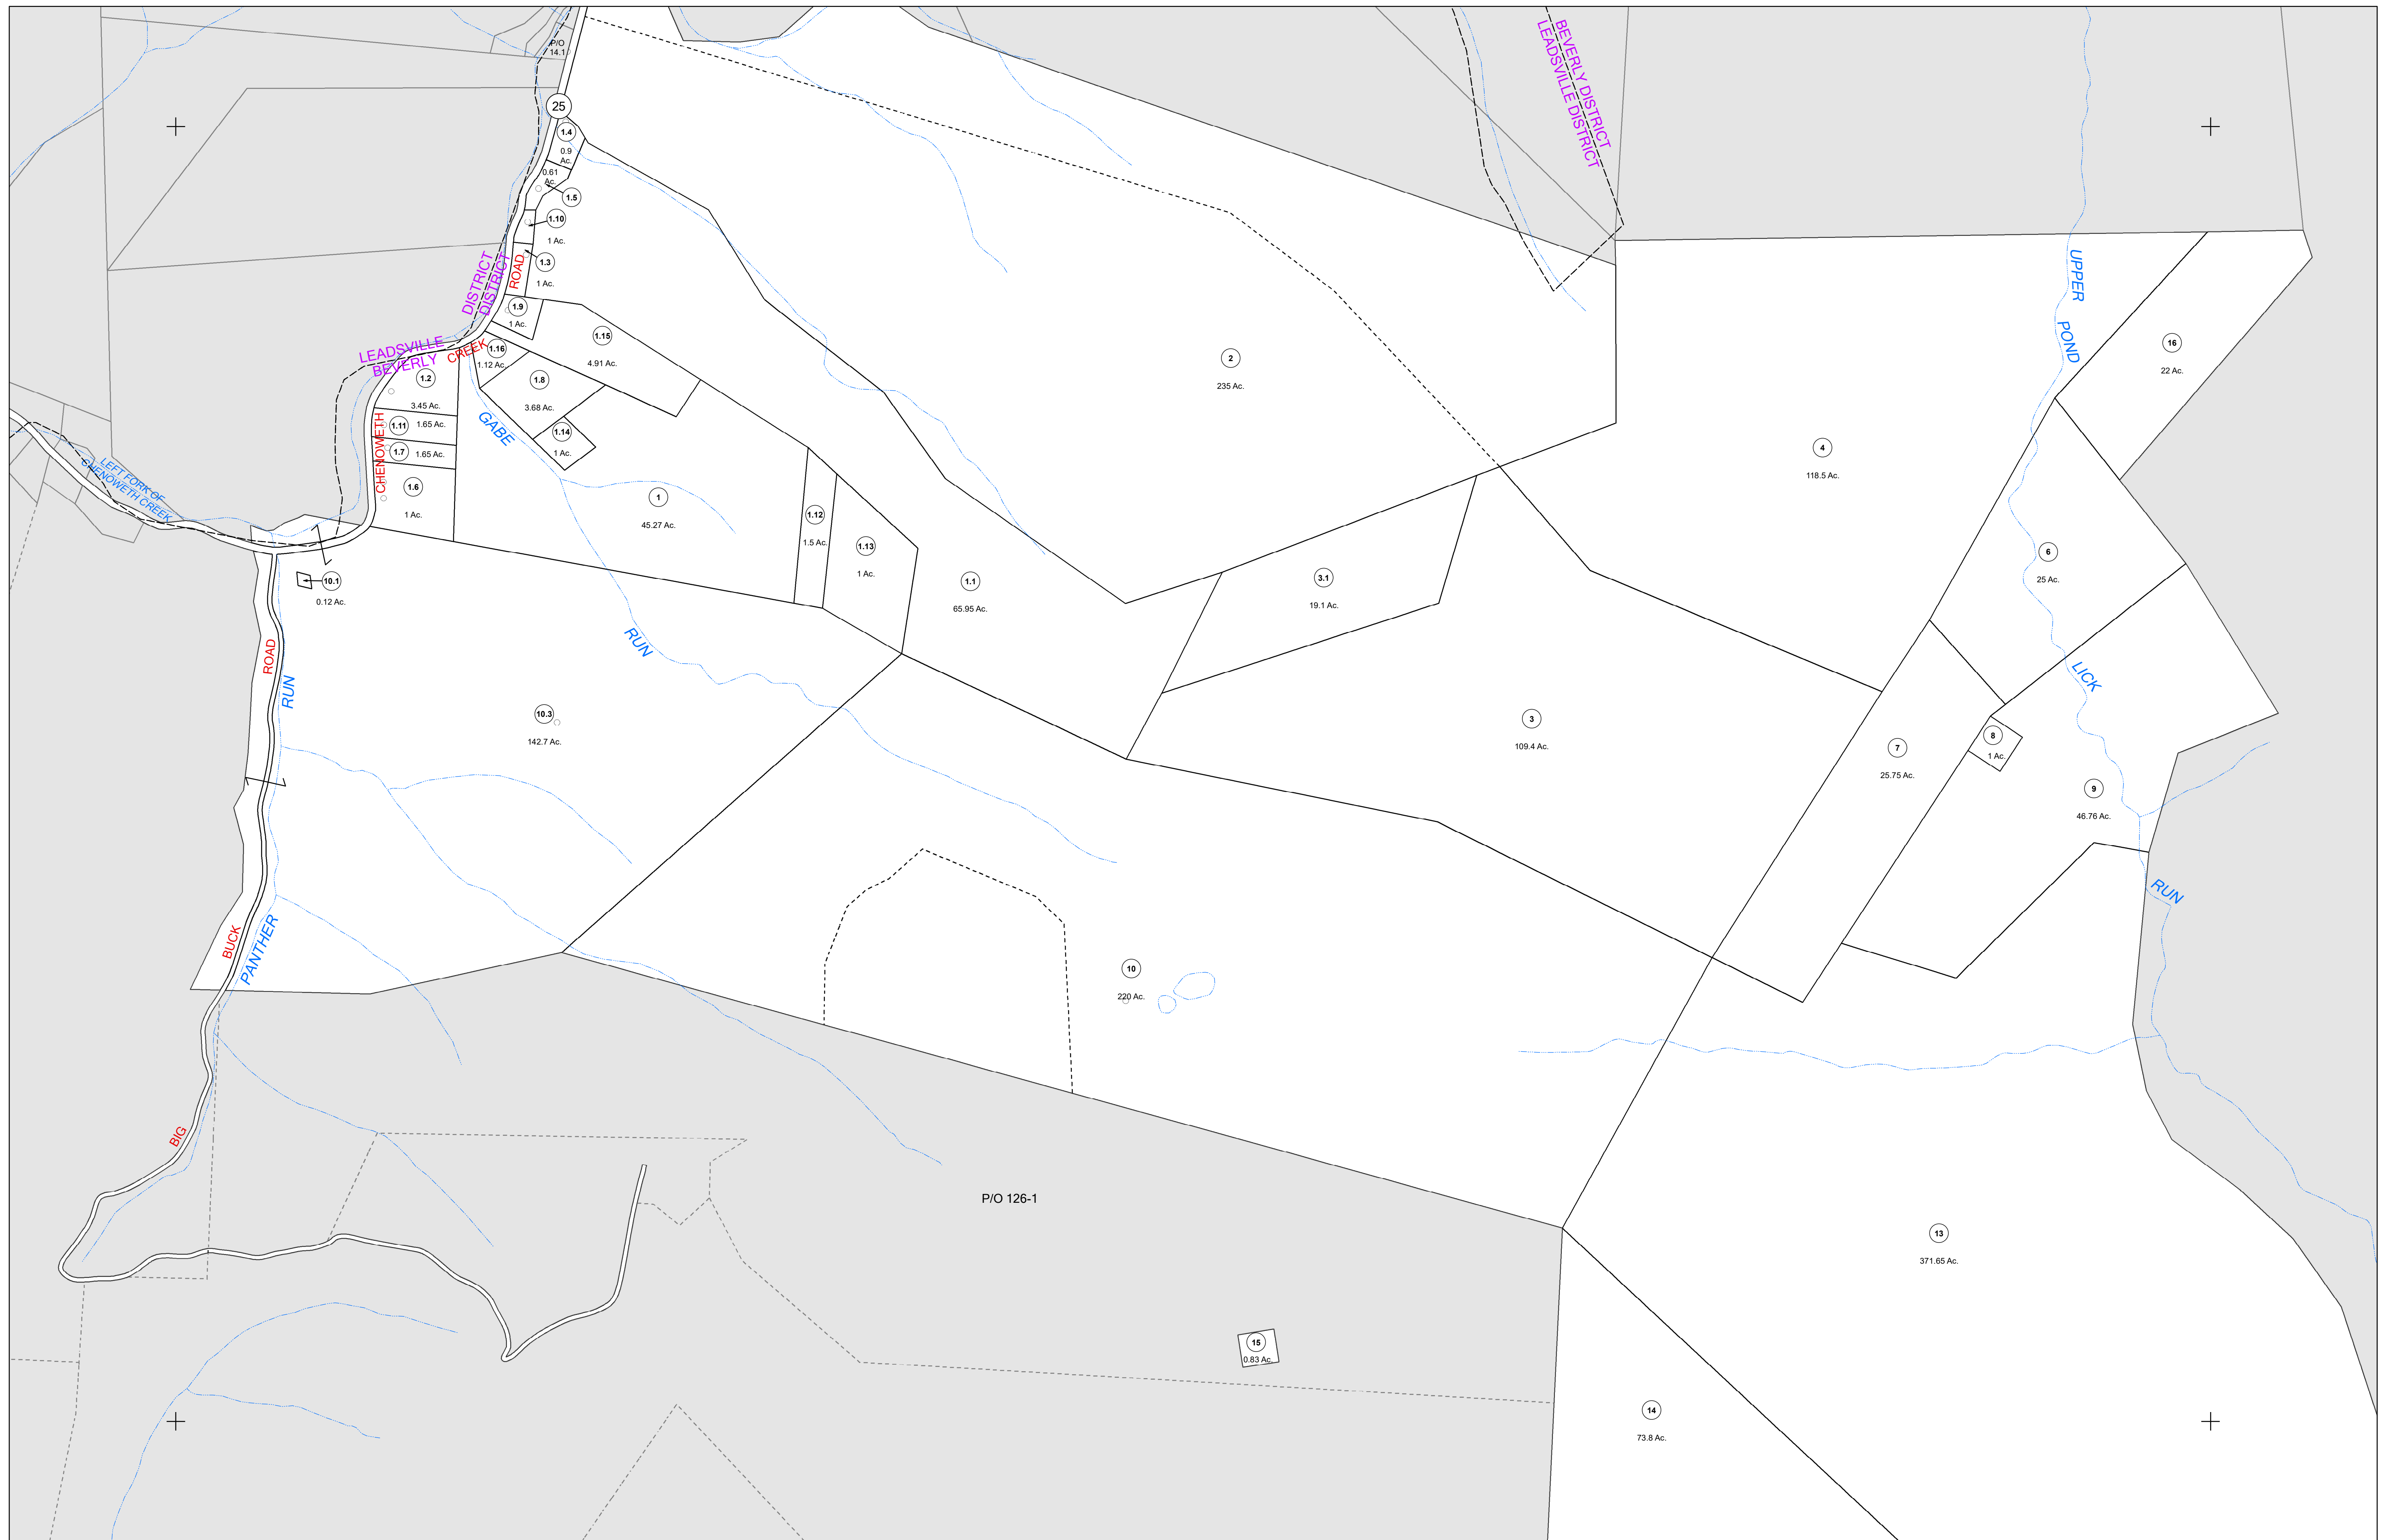 P/O
14.1
25
BEVERLY DISTRICT
LEADSVILLE DISTRICT
1.4
0.9
Ac.
0.61
Ac.
1.5
1.10
1 Ac.
1.3
1 Ac.
DISTRICT
DISTRICT
ROAD
1.9
1 Ac.
1.15
4.91 Ac.
LEADSVILLE
BEVERLY
CREEK
1.16
1.12 Ac.
1.2
3.45 Ac.
1.8
3.68 Ac.
1.11
1.65 Ac.
1.7
1.65 Ac.
CHENOWETH
1.14
1 Ac.
GABE
1.6
1 Ac.
1
45.27 Ac.
1.12
1.5 Ac.
1.13
1 Ac.
1.1
65.95 Ac.
2
235 Ac.
3.1
19.1 Ac.
4
118.5 Ac.
UPPER
POND
16
22 Ac.
6
25 Ac.
LEFT FORK OF
CHENOWETH CREEK
10.1
0.12 Ac.
ROAD
RUN
RUN
10.3
142.7 Ac.
3
109.4 Ac.
7
25.75 Ac.
8
1 Ac.
LICK
9
46.76 Ac.
RUN
BUCK
PANTHER
10
220 Ac.
BIG
P/O 126-1
13
371.65 Ac.
15
0.83 Ac.
14
73.8 Ac.